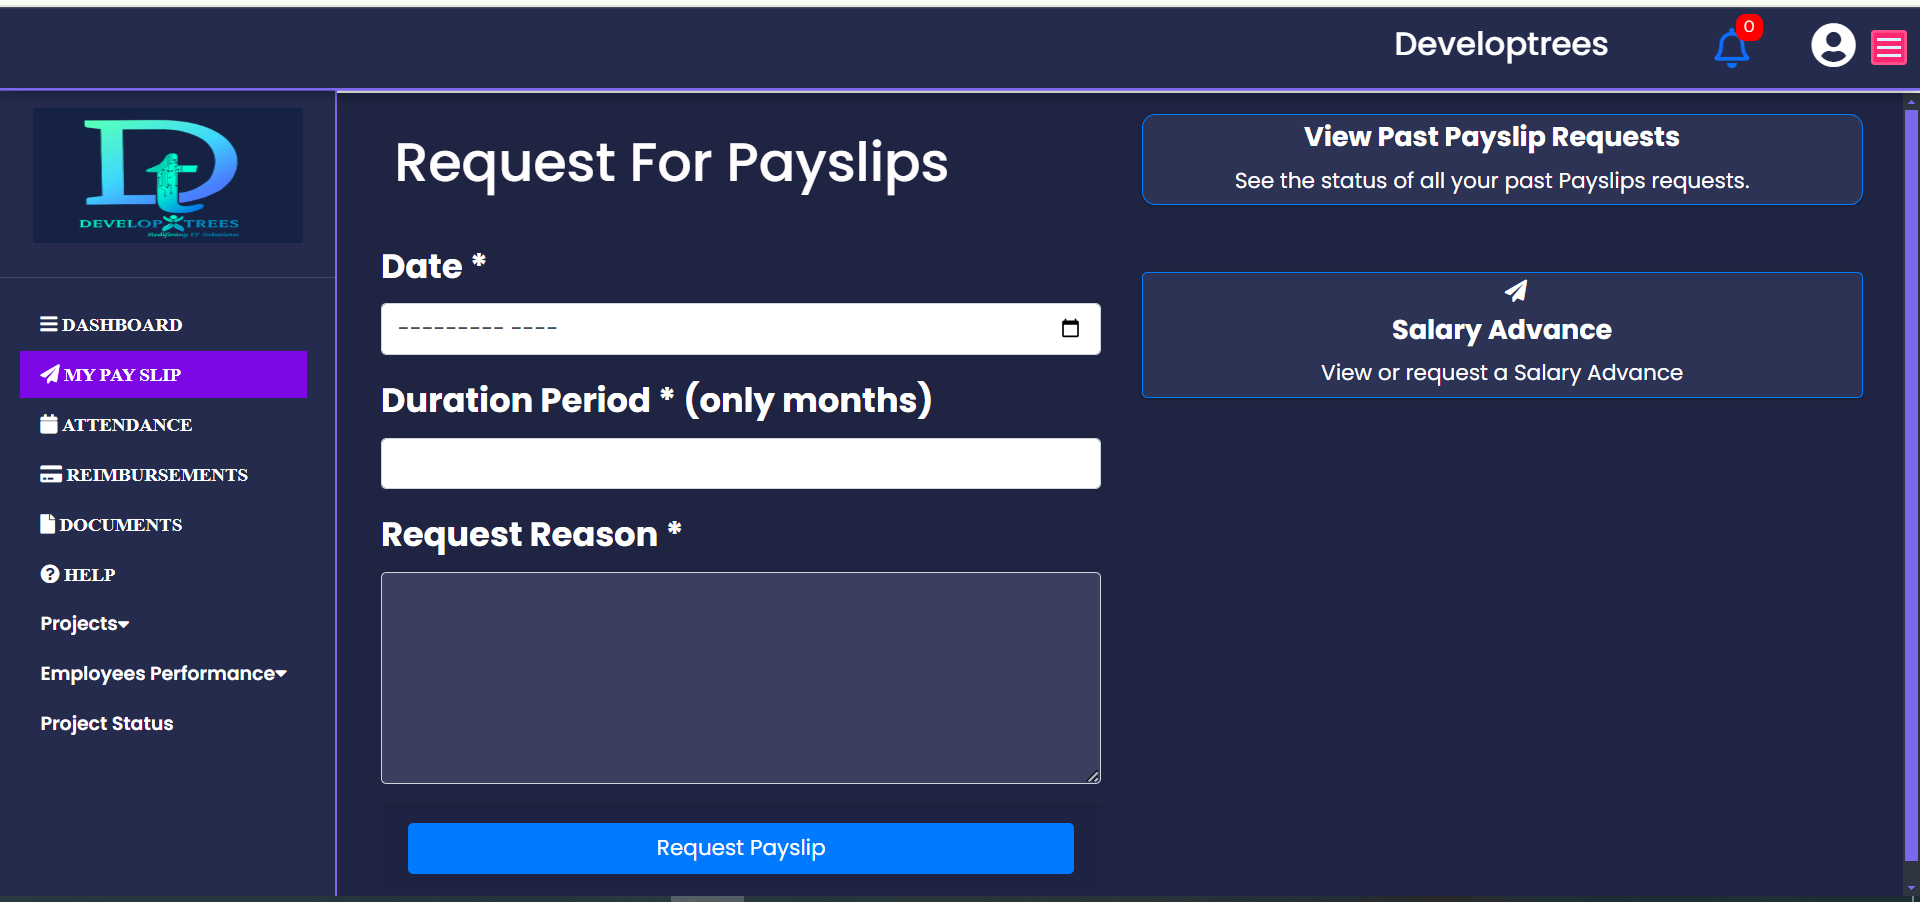 Developtrees
0
DEVELOP TREES
Redefining IT Solutions
DASHBOARD
MY PAY SLIP
ATTENDANCE
REIMBURSEMENTS
DOCUMENTS
HELP
Projects
Employees Performance
Project Status
Request For Payslips
Date *
--------- ----
Duration Period * (only months)
Request Reason *
Request Payslip
View Past Payslip Requests
See the status of all your past Payslips requests.
Salary Advance
View or request a Salary Advance